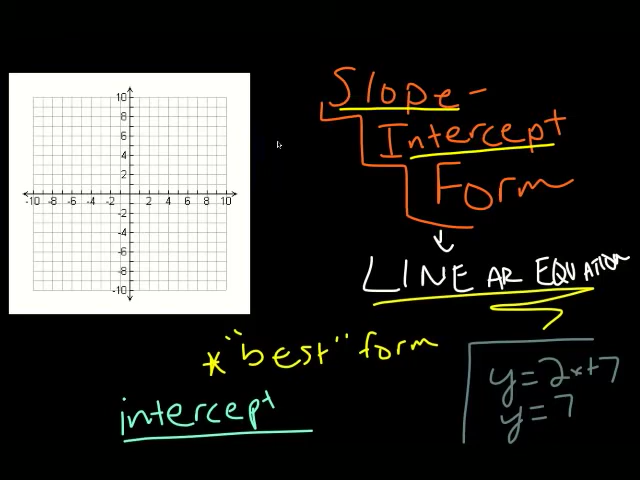 Slope-
Intercept
Form
LINEAR EQUATION
*"best" form
intercept
y=2x+7
y=7
10
8
6
4
2
-10 -8 -6 -4 -2 2 4 6 8 10
-2
-4
-6
-8
-10